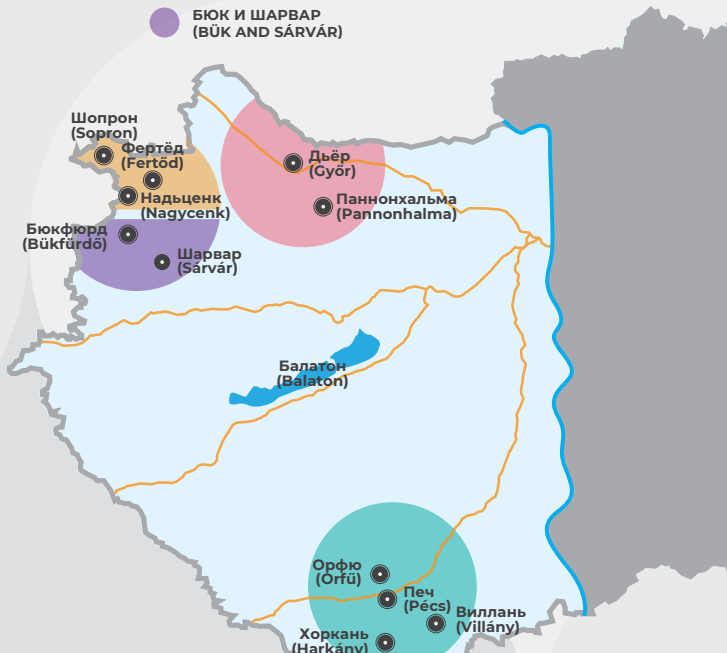 БЮК И ШАРВАР
(BÜK AND SÁRVÁR)
Шопрон
(Sopron)
Фертёд
(Fertőd)
Надьценк
(Nagycenk)
Бюкфюрд
(Bükfürdő)
Шарвар
(Sárvár)
Дьёр
(Győr)
Паннонхальма
(Pannonhalma)
Балатон
(Balaton)
Орфю
(Orfű)
Печ
(Pécs)
Виллань
(Villány)
Хоркань
(Harkány)